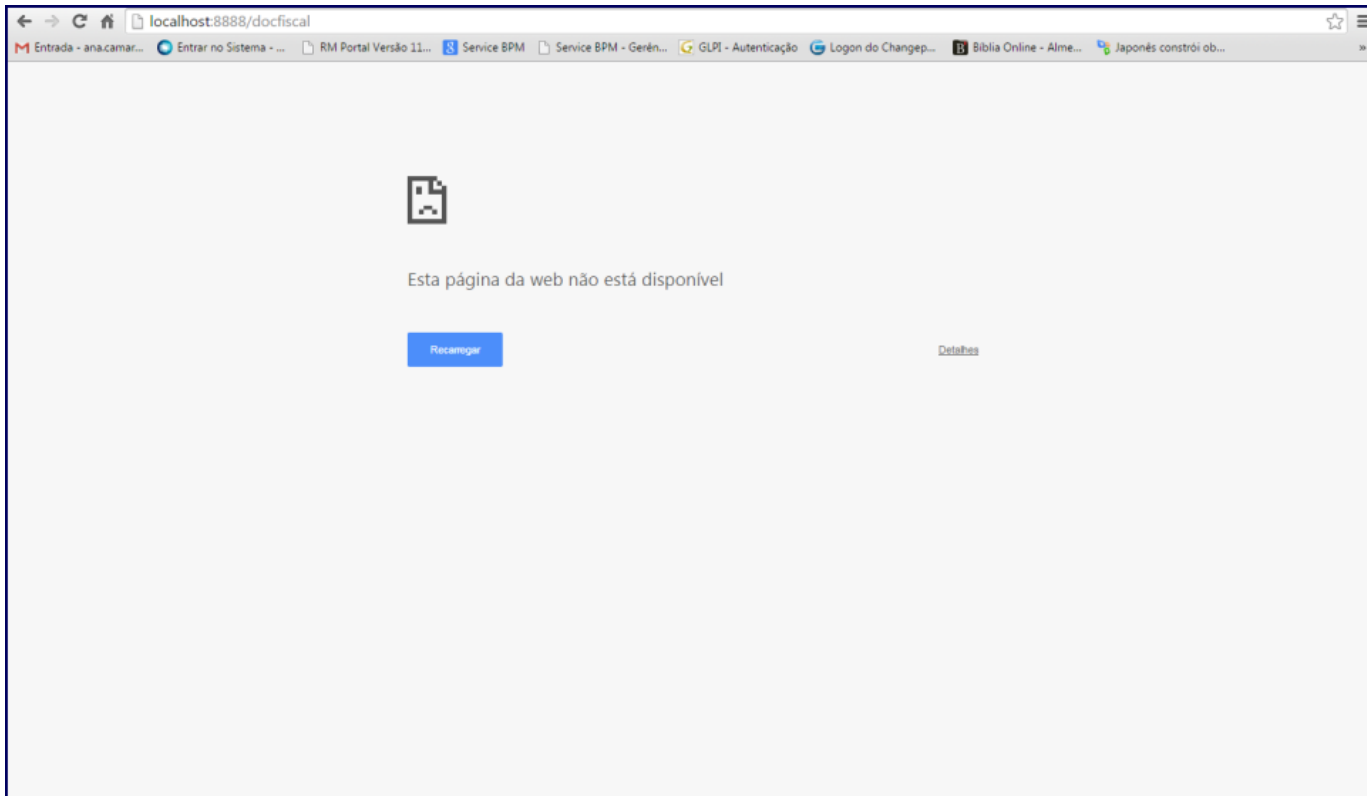 localhost:8888/docfiscal
Entrada - ana.camar... Entrar no Sistema - ... RM Portal Versão 11... Service BPM Service BPM - Gerên... GLPI - Autenticação Logon do Changep... Bíblia Online - Alme... Japonês constrói ob... »
Esta página da web não está disponível
Recarregar Detalhes